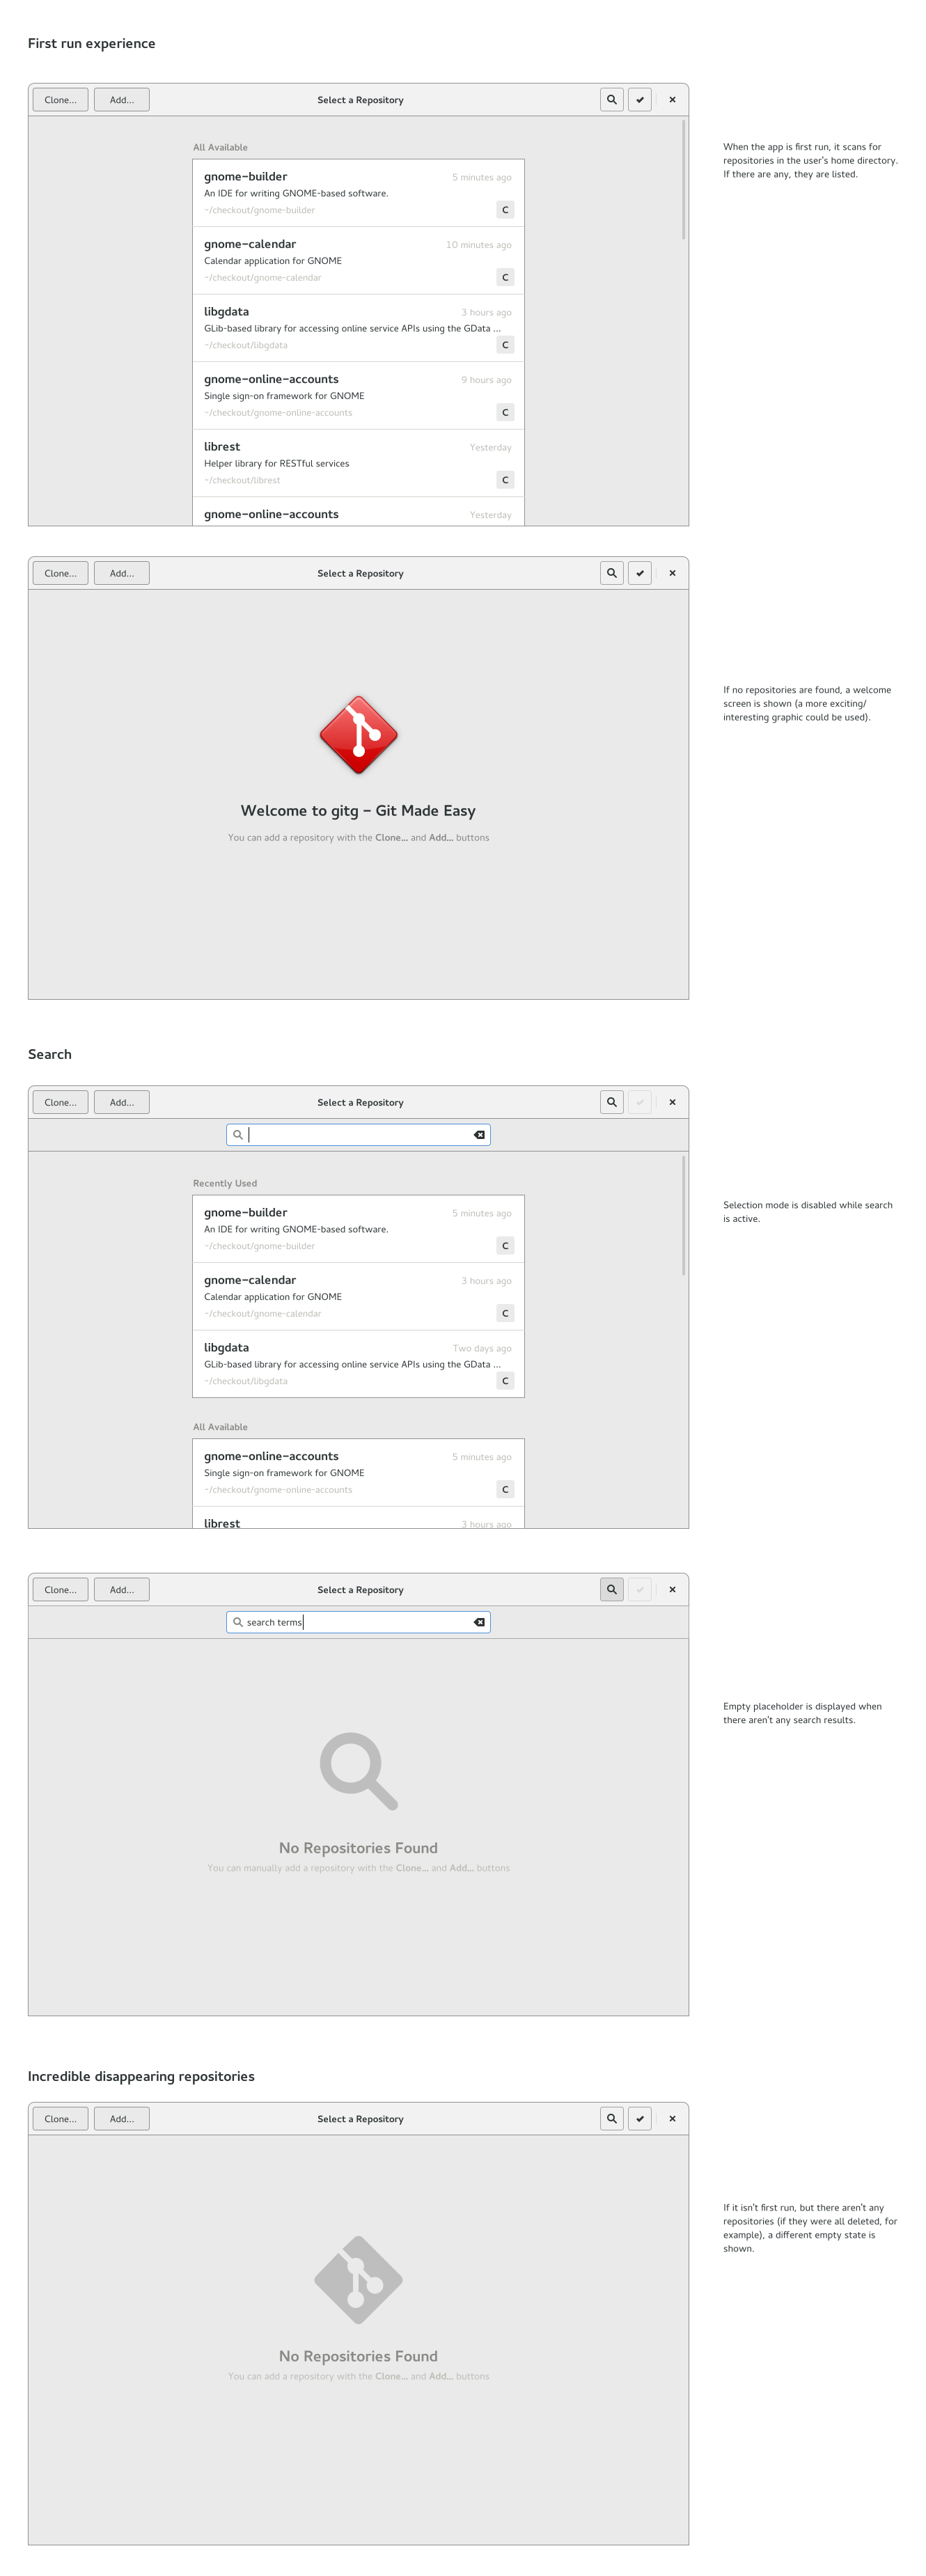 First run experience
Clone... Add... Select a Repository
All Available
gnome-builder 5 minutes ago
An IDE for writing GNOME-based software.
~/checkout/gnome-builder C
gnome-calendar 10 minutes ago
Calendar application for GNOME
~/checkout/gnome-calendar C
libgdata 3 hours ago
GLib-based library for accessing online service APIs using the GData ...
~/checkout/libgdata C
gnome-online-accounts 9 hours ago
Single sign-on framework for GNOME
~/checkout/gnome-online-accounts C
librest Yesterday
Helper library for RESTful services
~/checkout/librest C
gnome-online-accounts Yesterday
When the app is first run, it scans for
repositories in the user's home directory.
If there are any, they are listed.
Clone... Add... Select a Repository
Welcome to gitg – Git Made Easy
You can add a repository with the Clone... and Add... buttons
If no repositories are found, a welcome
screen is shown (a more exciting/
interesting graphic could be used).
Search
Clone... Add... Select a Repository
Recently Used
gnome-builder 5 minutes ago
An IDE for writing GNOME-based software.
~/checkout/gnome-builder C
gnome-calendar 3 hours ago
Calendar application for GNOME
~/checkout/gnome-calendar C
libgdata Two days ago
GLib-based library for accessing online service APIs using the GData ...
~/checkout/libgdata C
All Available
gnome-online-accounts 5 minutes ago
Single sign-on framework for GNOME
~/checkout/gnome-online-accounts C
librest 3 hours ago
Selection mode is disabled while search
is active.
Clone... Add... Select a Repository
search terms
No Repositories Found
You can manually add a repository with the Clone... and Add... buttons
Empty placeholder is displayed when
there aren't any search results.
Incredible disappearing repositories
Clone... Add... Select a Repository
No Repositories Found
You can add a repository with the Clone... and Add... buttons
If it isn't first run, but there aren't any
repositories (if they were all deleted, for
example), a different empty state is
shown.